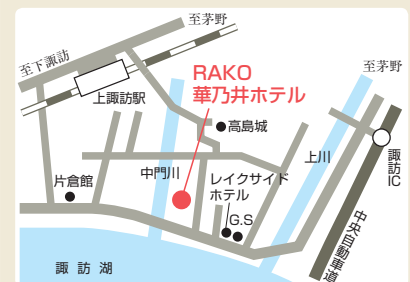 至茅野
至下諏訪
RAKO
華乃井ホテル
至茅野
上諏訪駅
高島城
上川
諏訪IC
片倉館
中門川
レイクサイド
ホテル
G.S
中央自動車道
諏訪湖